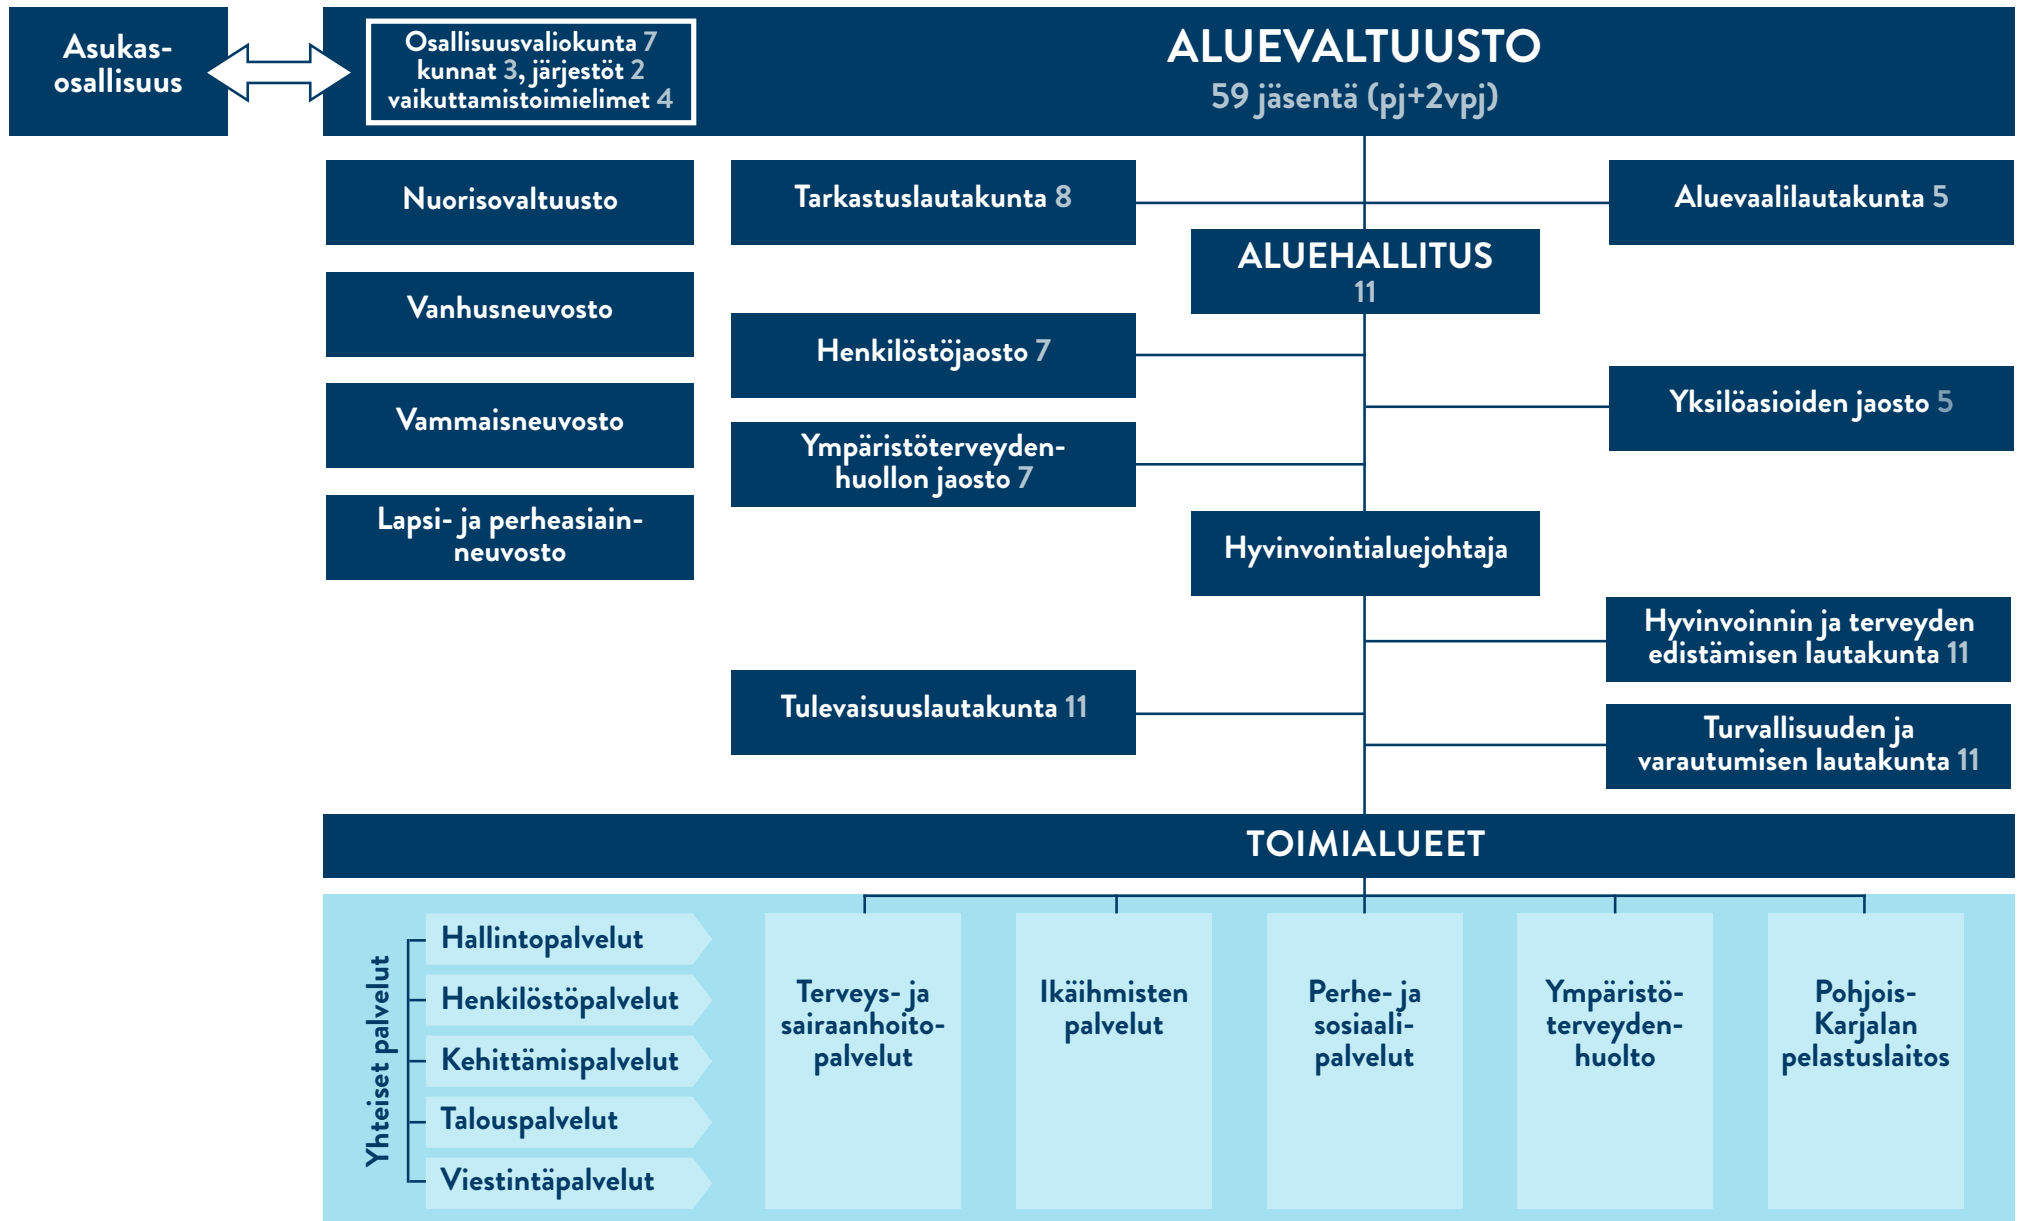 Asukas-
osallisuus
Osallisuusvaliokunta 7
kunnat 3, järjestöt 2
vaikuttamistoimielimet 4
ALUEVALTUUSTO
59 jäsentä (pj+2vpj)
Nuorisovaltuusto
Vanhusneuvosto
Vammaisneuvosto
Lapsi- ja perheasiain-
neuvosto
Tarkastuslautakunta 8
Aluevaalilautakunta 5
ALUEHALLITUS
11
Henkilöstöjaosto 7
Yksilöasioiden jaosto 5
Ympäristöterveyden-
huollon jaosto 7
Hyvinvointialuejohtaja
Hyvinvoinnin ja terveyden
edistämisen lautakunta 11
Tulevaisuuslautakunta 11
Turvallisuuden ja
varautumisen lautakunta 11
TOIMIALUEET
Yhteiset palvelut
Hallintopalvelut
Henkilöstöpalvelut
Kehittämispalvelut
Talouspalvelut
Viestintäpalvelut
Terveys- ja
sairaanhoito-
palvelut
Ikäihmisten
palvelut
Perhe- ja
sosiaali-
palvelut
Ympäristö-
terveyden-
huolto
Pohjois-
Karjalan
pelastuslaitos